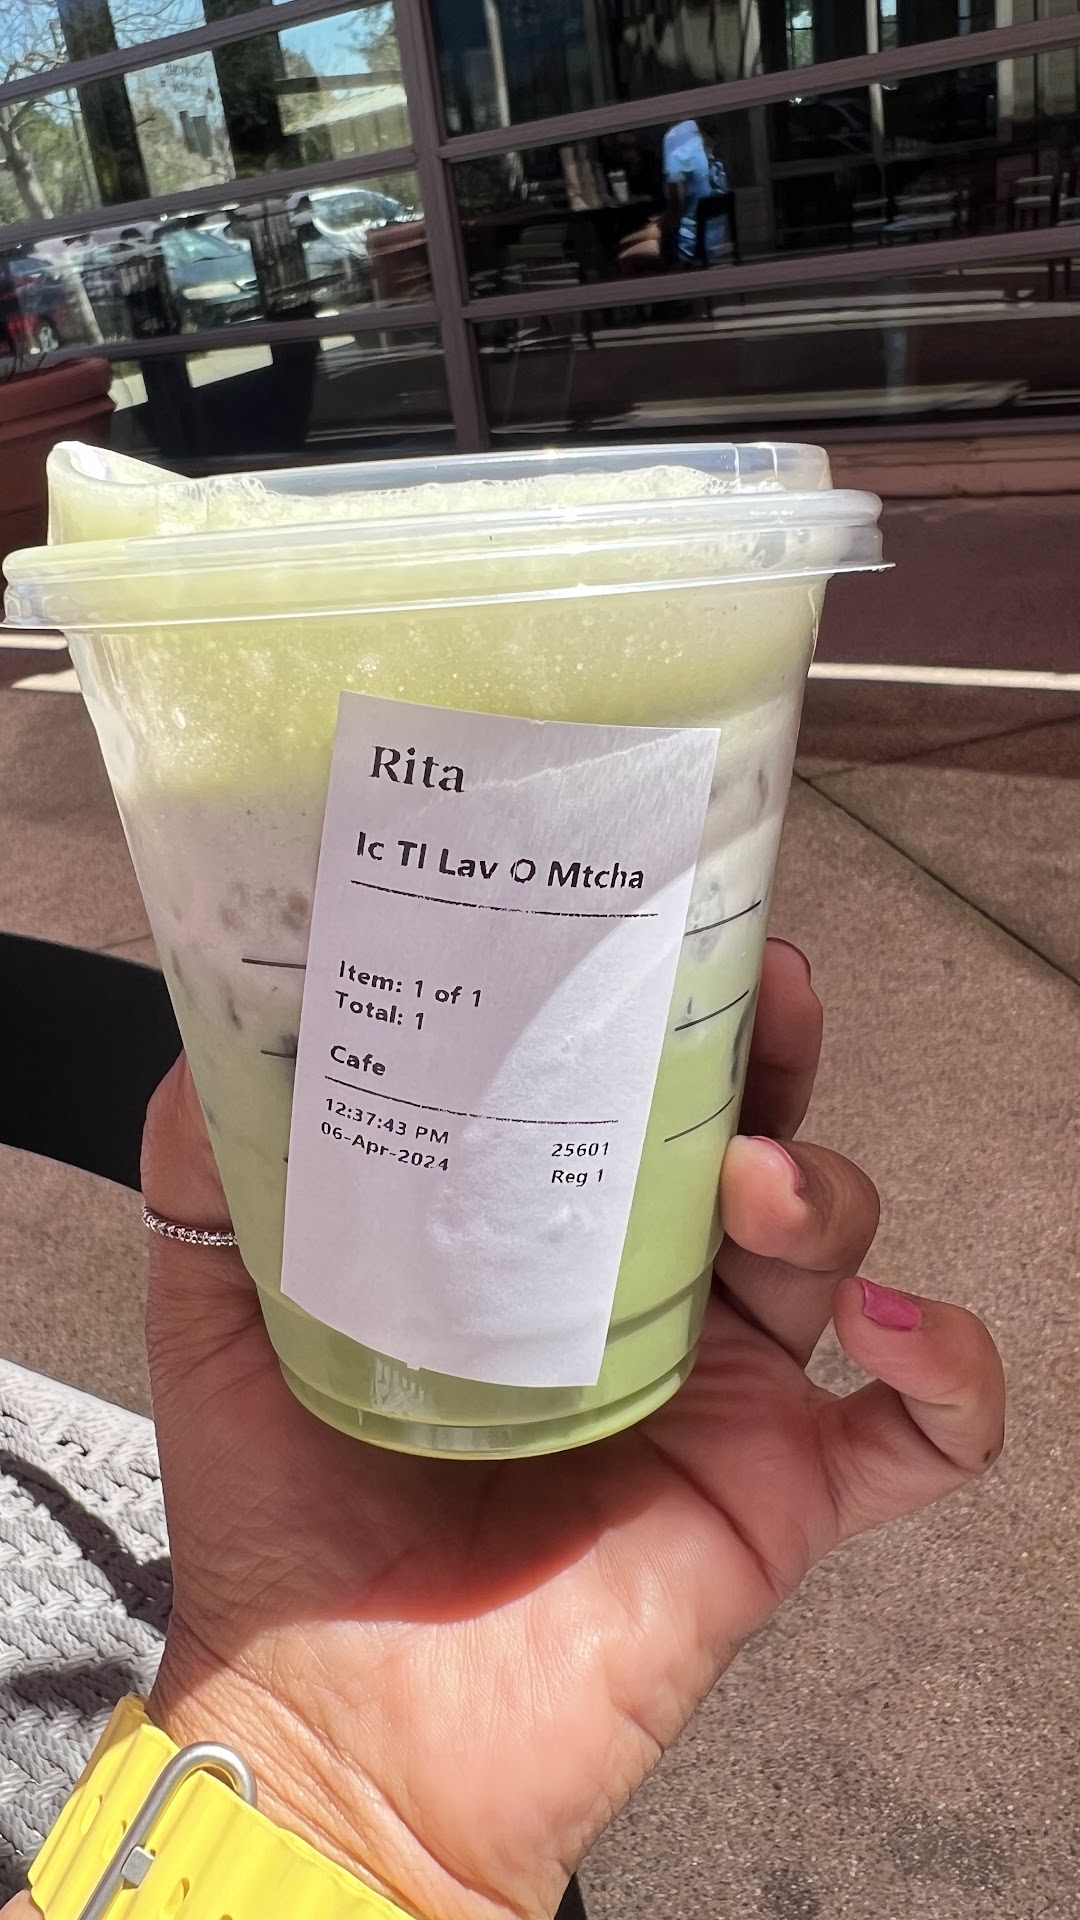 Rita
Ic Tl Lav O Mtcha
Item: 1 of 1
Total: 1
Cafe
12:37:43 PM
06-Apr-2024
25601
Reg 1